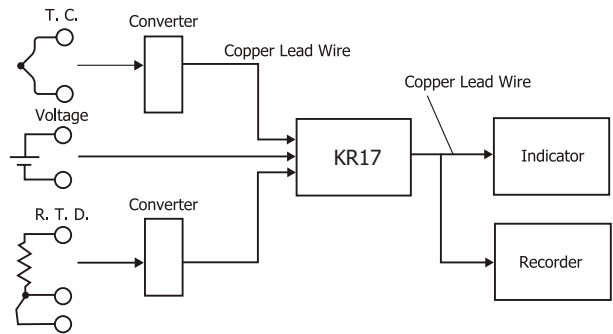 T. C.
Converter
Copper Lead Wire
Copper Lead Wire
Voltage
KR17
Indicator
R. T. D.
Converter
Recorder